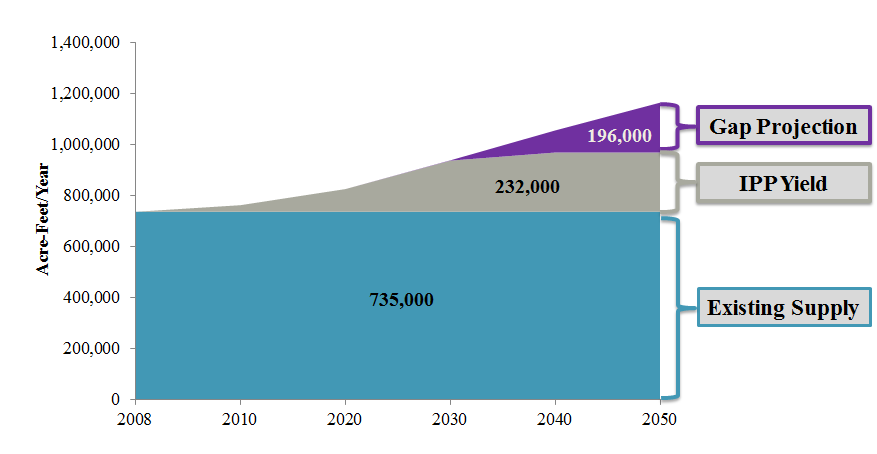 1,400,000
1,200,000
1,000,000
800,000
600,000
400,000
200,000
0
Acre-Feet/Year
2008 2010 2020 2030 2040 2050
196,000
232,000
735,000
Gap Projection
IPP Yield
Existing Supply